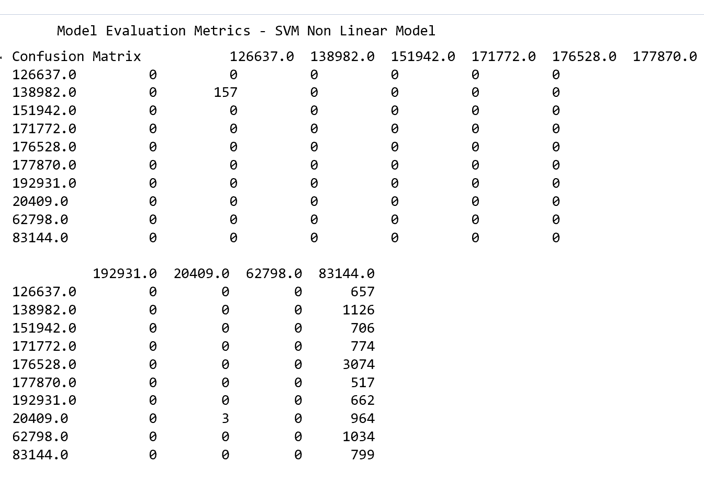 Model Evaluation Metrics - SVM Non Linear Model
Confusion Matrix 126637.0 138982.0 151942.0 171772.0 176528.0 177870.0
126637.0 0 0 0 0 0 0
138982.0 0 157 0 0 0 0
151942.0 0 0 0 0 0 0
171772.0 0 0 0 0 0 0
176528.0 0 0 0 0 0 0
177870.0 0 0 0 0 0 0
192931.0 0 0 0 0 0 0
20409.0 0 0 0 0 0 0
62798.0 0 0 0 0 0 0
83144.0 0 0 0 0 0 0
192931.0 20409.0 62798.0 83144.0
126637.0 0 0 0 657
138982.0 0 0 0 1126
151942.0 0 0 0 706
171772.0 0 0 0 774
176528.0 0 0 0 3074
177870.0 0 0 0 517
192931.0 0 0 0 662
20409.0 0 3 0 964
62798.0 0 0 0 1034
83144.0 0 0 0 799